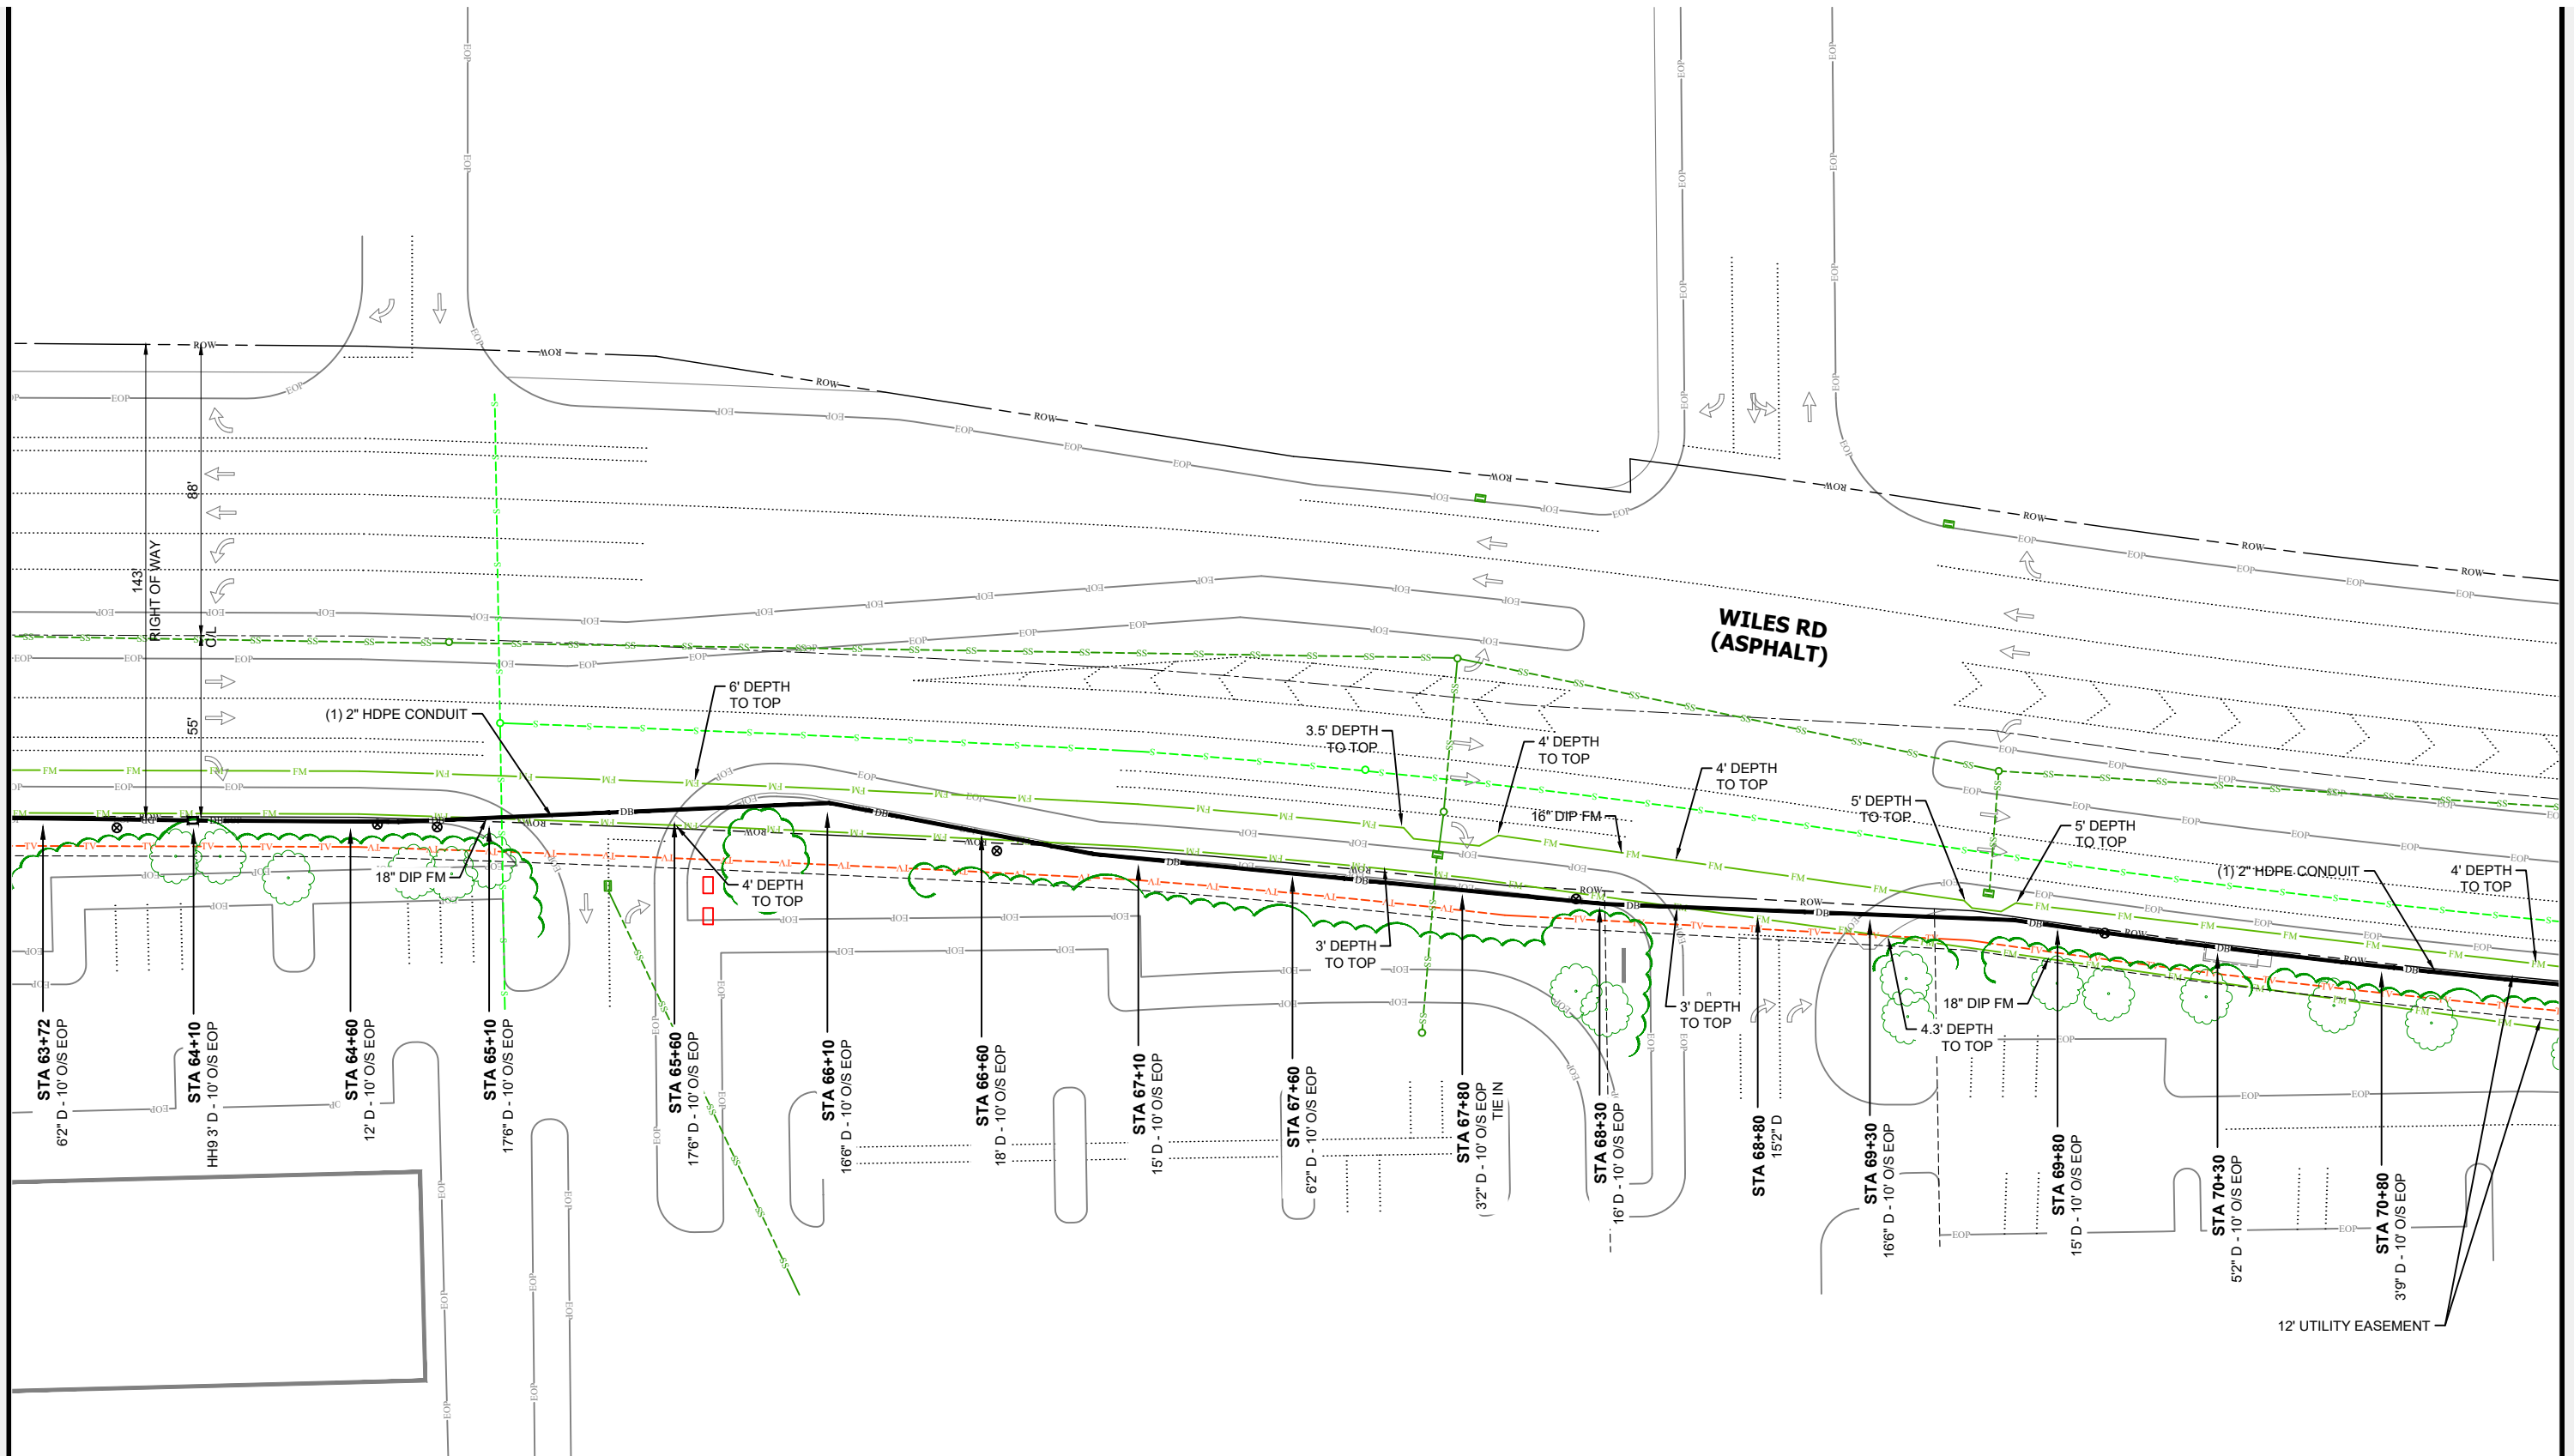 WILES RD
(ASPHALT)
143'
RIGHT OF WAY
88'
C/L
55'
(1) 2" HDPE CONDUIT
6' DEPTH
TO TOP
3.5' DEPTH
TO TOP
4' DEPTH
TO TOP
16" DIP FM
4' DEPTH
TO TOP
5' DEPTH
TO TOP
5' DEPTH
TO TOP
(1) 2" HDPE CONDUIT
4' DEPTH
TO TOP
18" DIP FM
4' DEPTH
TO TOP
3' DEPTH
TO TOP
3' DEPTH
TO TOP
18" DIP FM
4.3' DEPTH
TO TOP
STA 63+72
6'2" D - 10' O/S EOP
STA 64+10
HH9 3' D - 10' O/S EOP
STA 64+60
12' D - 10' O/S EOP
STA 65+10
17'6" D - 10' O/S EOP
STA 65+60
17'6" D - 10' O/S EOP
STA 66+10
16'6" D - 10' O/S EOP
STA 66+60
18' D - 10' O/S EOP
STA 67+10
15' D - 10' O/S EOP
STA 67+60
6'2" D - 10' O/S EOP
STA 67+80
3'2" D - 10' O/S EOP
TIE IN
STA 68+30
16' D - 10' O/S EOP
STA 68+80
15'2" D
STA 69+30
16'6" D - 10' O/S EOP
STA 69+80
15' D - 10' O/S EOP
STA 70+30
5'2" D - 10' O/S EOP
STA 70+80
3'9" D - 10' O/S EOP
12' UTILITY EASEMENT
ROW
EOP
SS
S
FM
DB
TV